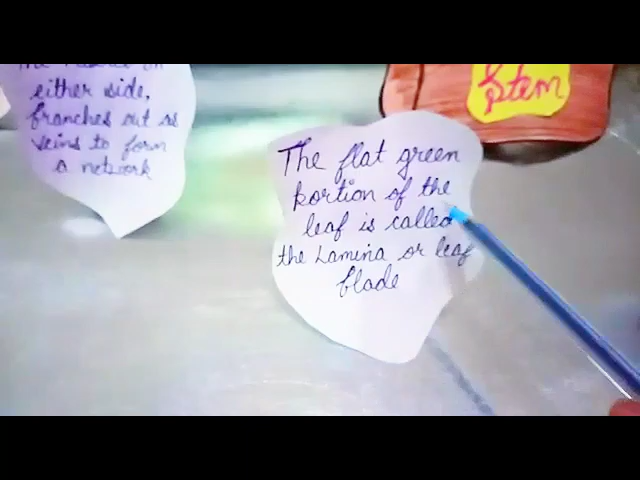 either side,
branches out as
veins to form
a network
Stem
The flat green
portion of the
leaf is called
the Lamina or leaf
blade